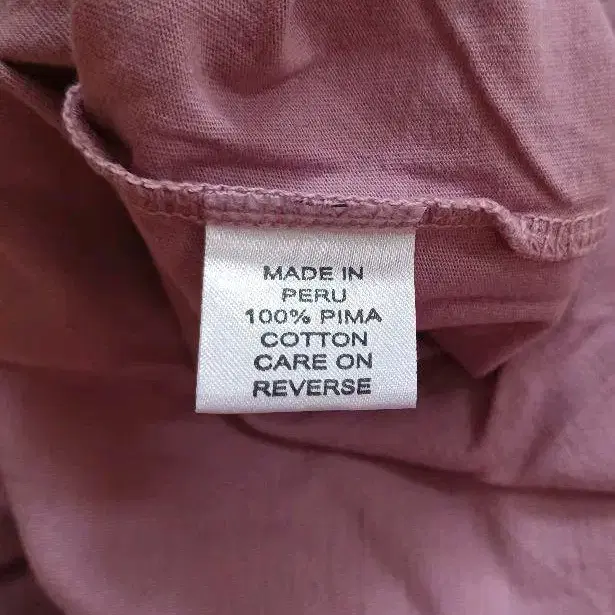 MADE IN
PERU
100% PIMA
COTTON
CARE ON
REVERSE